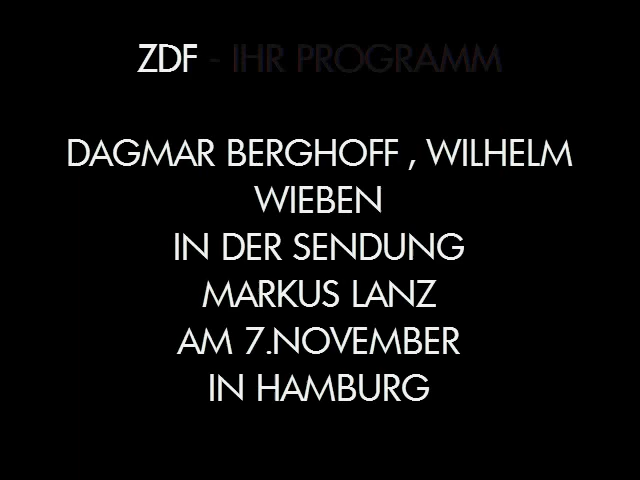 ZDF - IHR PROGRAMM
DAGMAR BERGHOFF , WILHELM
WIEBEN
IN DER SENDUNG
MARKUS LANZ
AM 7.NOVEMBER
IN HAMBURG